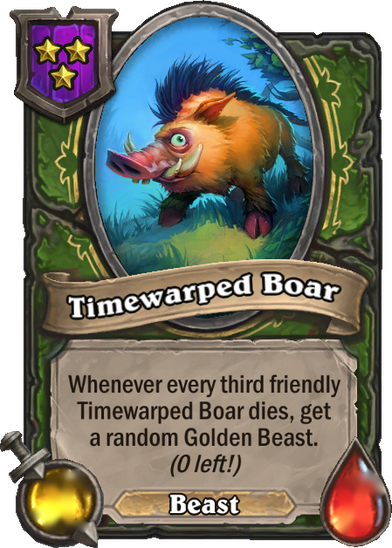 Timewarped Boar
Whenever every third friendly
Timewarped Boar dies, get
a random Golden Beast.
(0 left!)
Beast